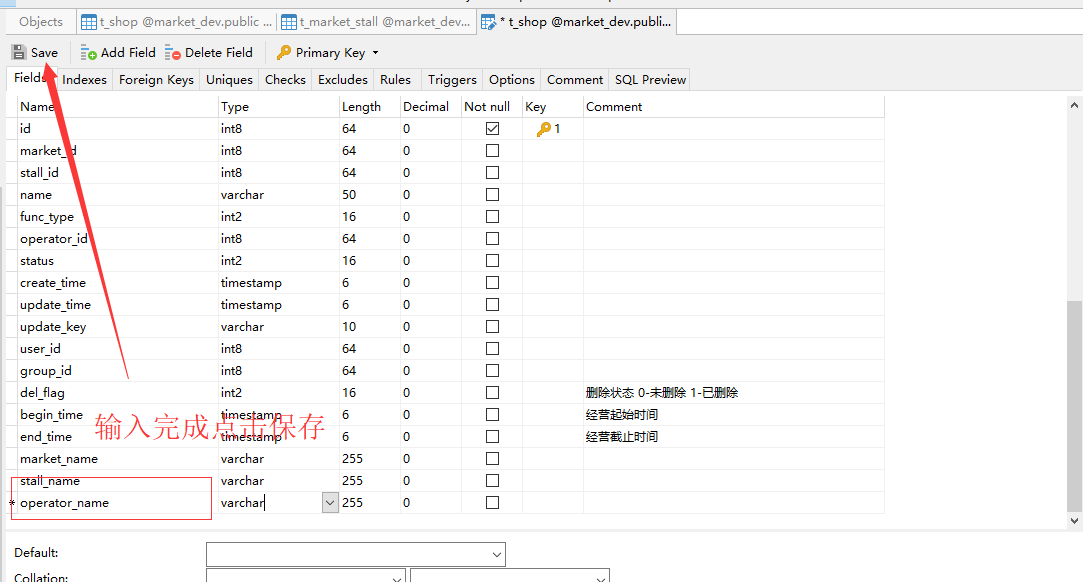 Objects t_shop @market_dev.public ... t_market_stall @market_dev... * t_shop @market_dev.publi...
Save Add Field Delete Field Primary Key
Fields Indexes Foreign Keys Uniques Checks Excludes Rules Triggers Options Comment SQL Preview
Name Type Length Decimal Not null Key Comment
id int8 64 0 1
market_id int8 64 0
stall_id int8 64 0
name varchar 50 0
func_type int2 16 0
operator_id int8 64 0
status int2 16 0
create_time timestamp 6 0
update_time timestamp 6 0
update_key varchar 10 0
user_id int8 64 0
group_id int8 64 0
del_flag int2 16 0 删除状态 0-未删除 1-已删除
begin_time timestamp 6 0 经营起始时间
输入完成点击保存
end_time timestamp 6 0 经营截止时间
market_name varchar 255 0
stall_name varchar 255 0
* operator_name varchar 255 0
Default:
Collation: